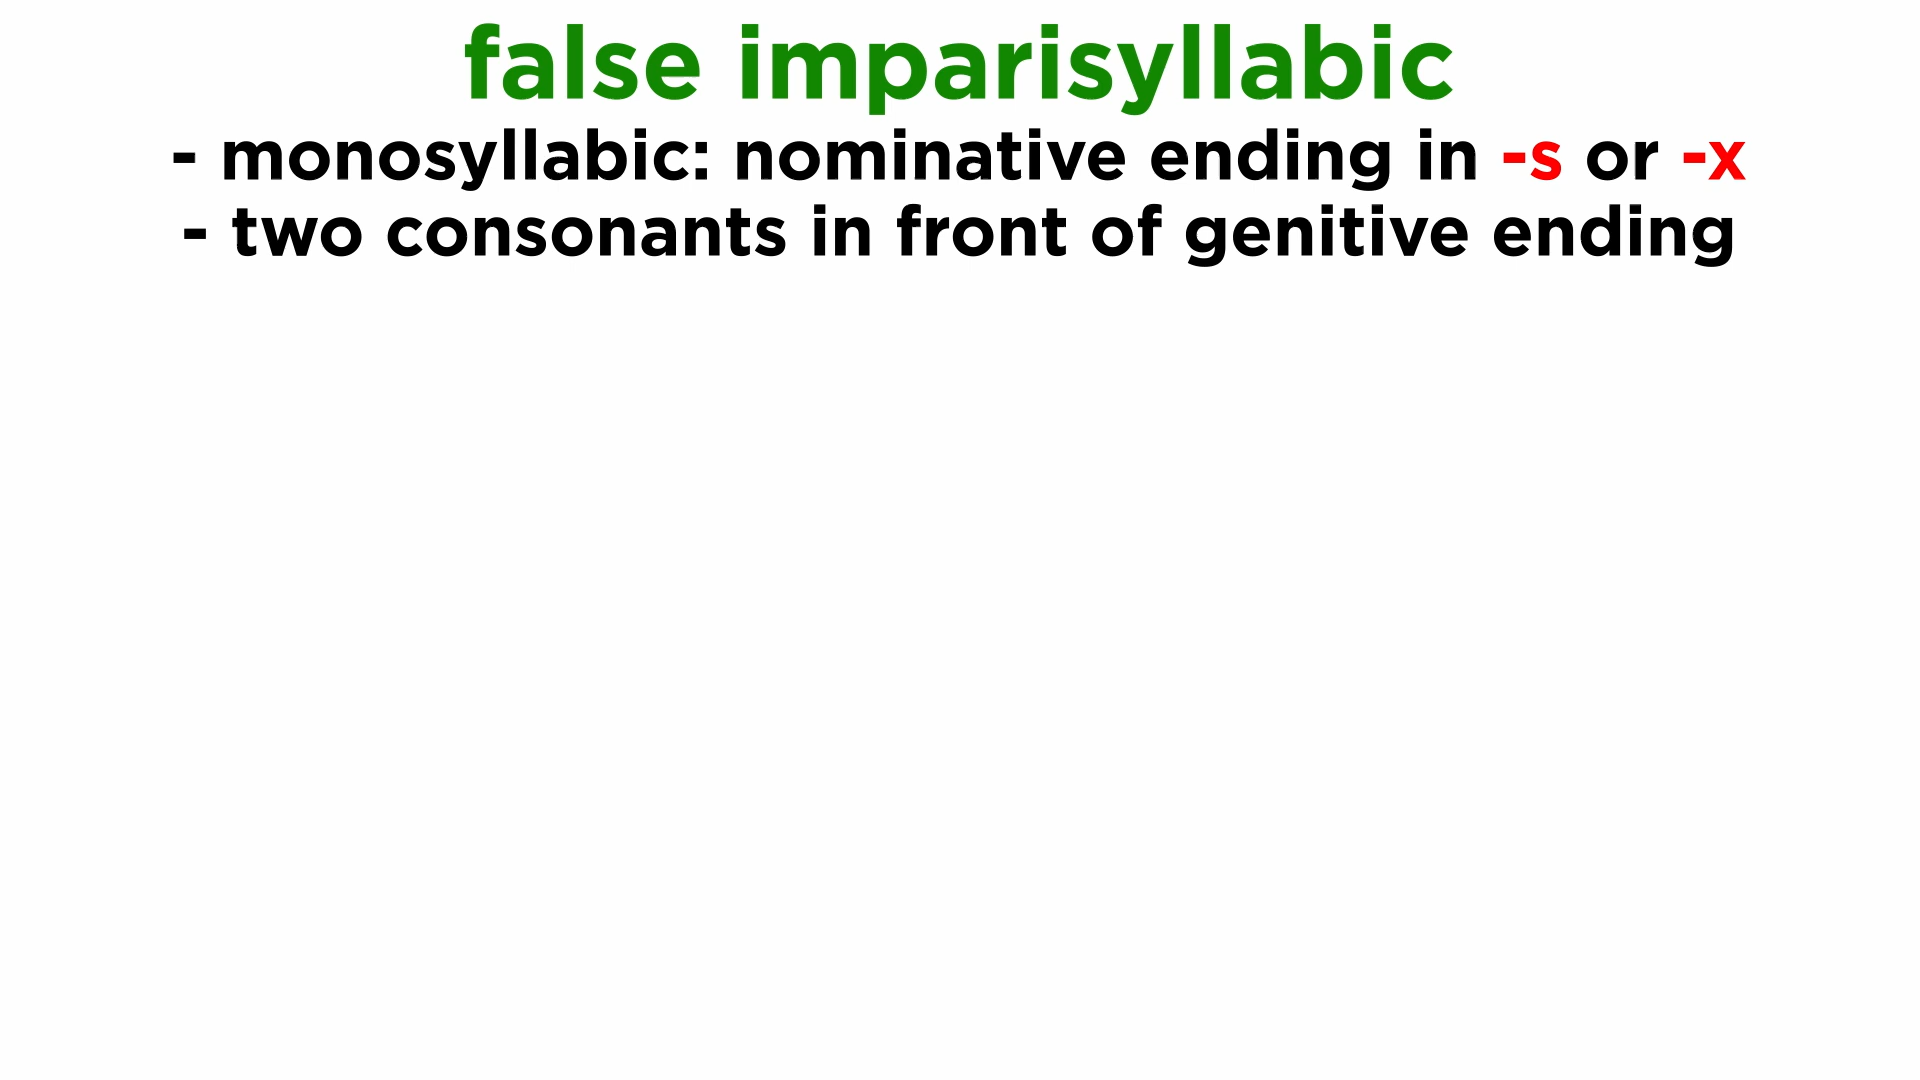 false imparisyllabic
- monosyllabic: nominative ending in -s or -x
- two consonants in front of genitive ending